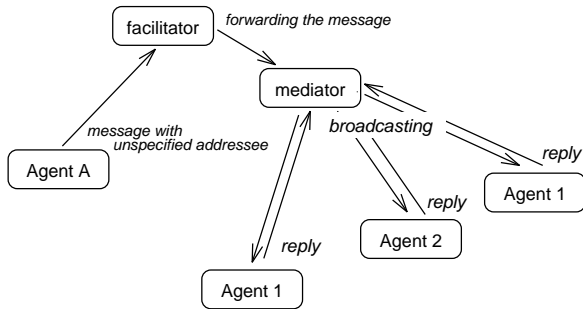 facilitator
forwarding the message
mediator
message with
unspecified addressee
broadcasting
Agent A
reply
Agent 1
reply
Agent 2
reply
Agent 1